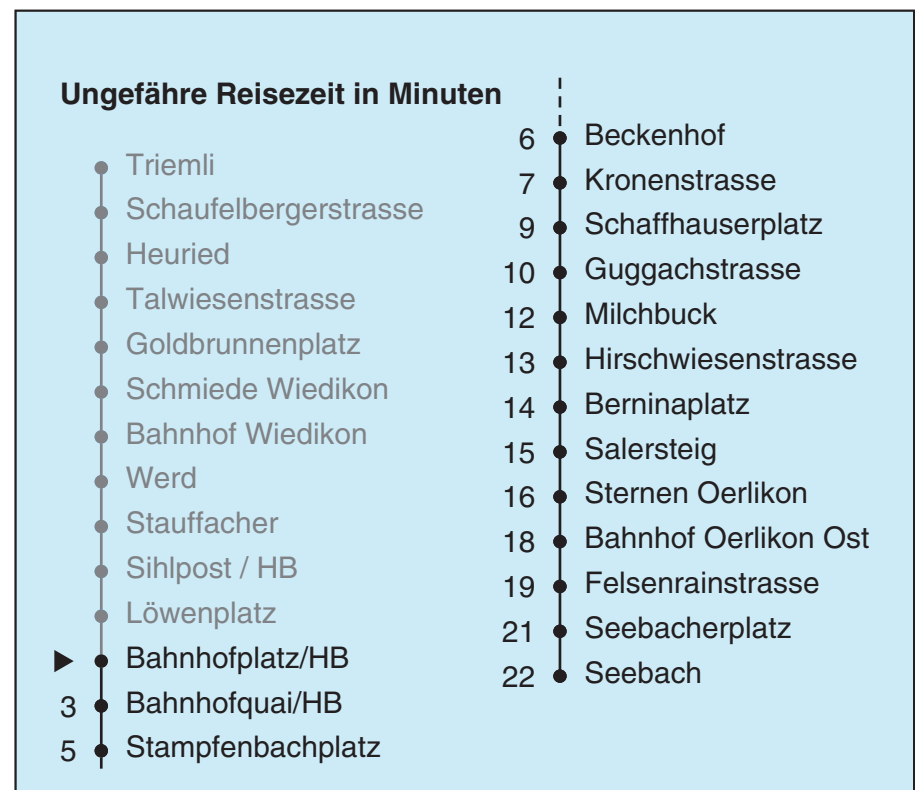 Ungefähre Reisezeit in Minuten
Triemli
Schaufelbergerstrasse
Heuried
Talwiesenstrasse
Goldbrunnenplatz
Schmiede Wiedikon
Bahnhof Wiedikon
Werd
Stauffacher
Sihlpost / HB
Löwenplatz
Bahnhofplatz/HB
3 Bahnhofquai/HB
5 Stampfenbachplatz
6 Beckenhof
7 Kronenstrasse
9 Schaffhauserplatz
10 Guggachstrasse
12 Milchbuck
13 Hirschwiesenstrasse
14 Berninaplatz
15 Salersteig
16 Sternen Oerlikon
18 Bahnhof Oerlikon Ost
19 Felsenrainstrasse
21 Seebacherplatz
22 Seebach